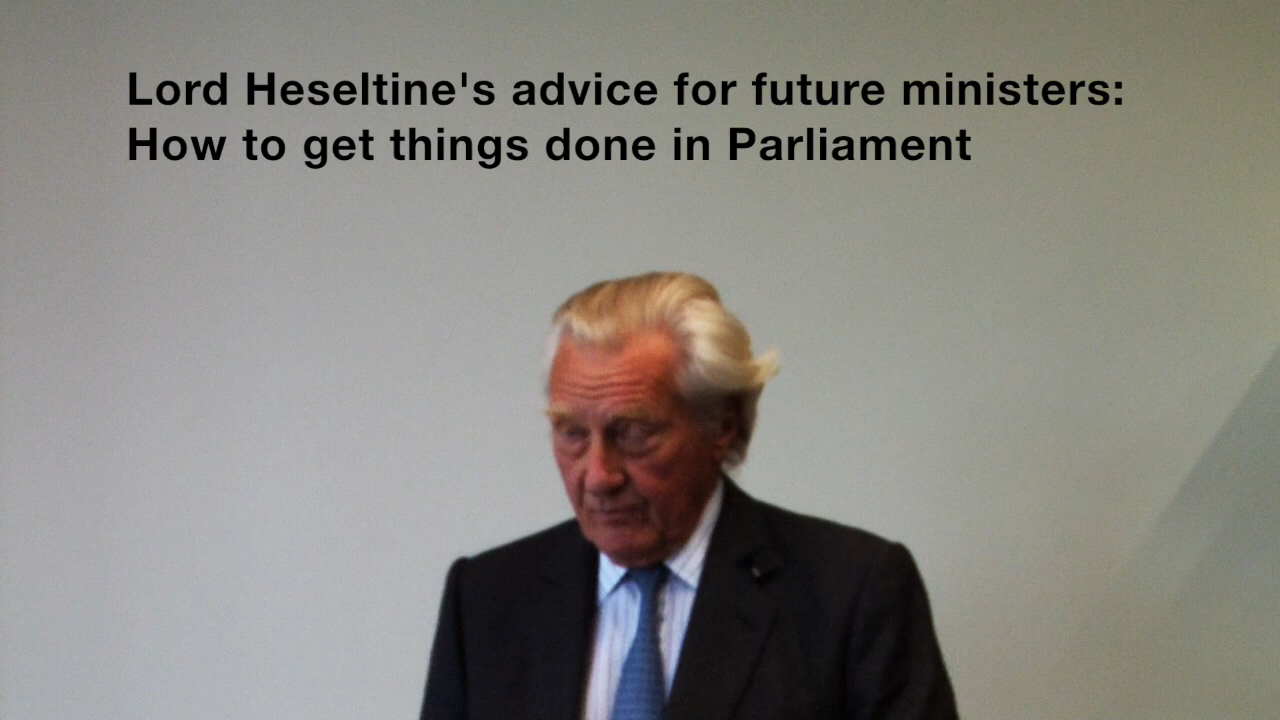 Lord Heseltine's advice for future ministers:
How to get things done in Parliament